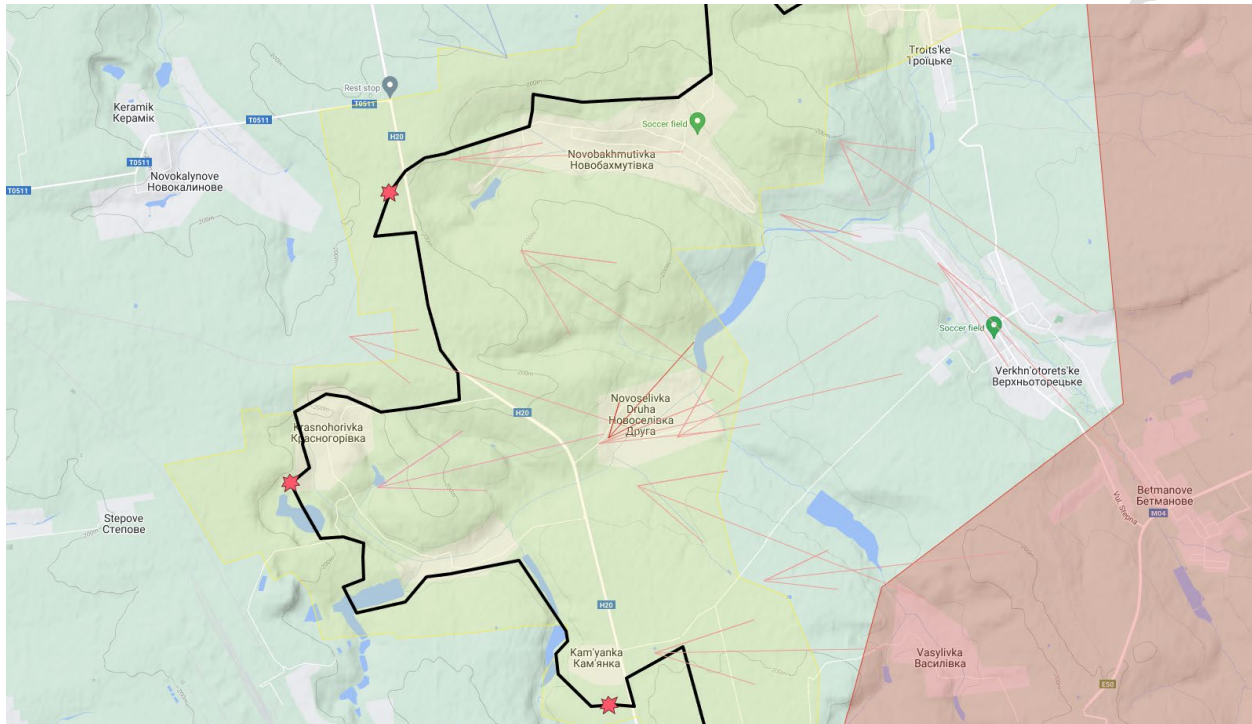 Troits'ke
Троїцьке
Rest stop
Keramik
Керамік
T0511
T0511
H20
Soccer field
T0511
Novobakhmutivka
Новобахмутівка
Novokalynove
Новокалинове
T0511
200m
Soccer field
Verkhn'otorets'ke
Верхньоторецьке
Novoselivka
Druha
Новоселівка
Друга
H20
Krasnohorivka
Красногорівка
Betmanove
Бетманове
Vul. Stepna
M04
Stepove
Степове
H20
Kam'yanka
Кам'янка
Vasylivka
Василівка
E50